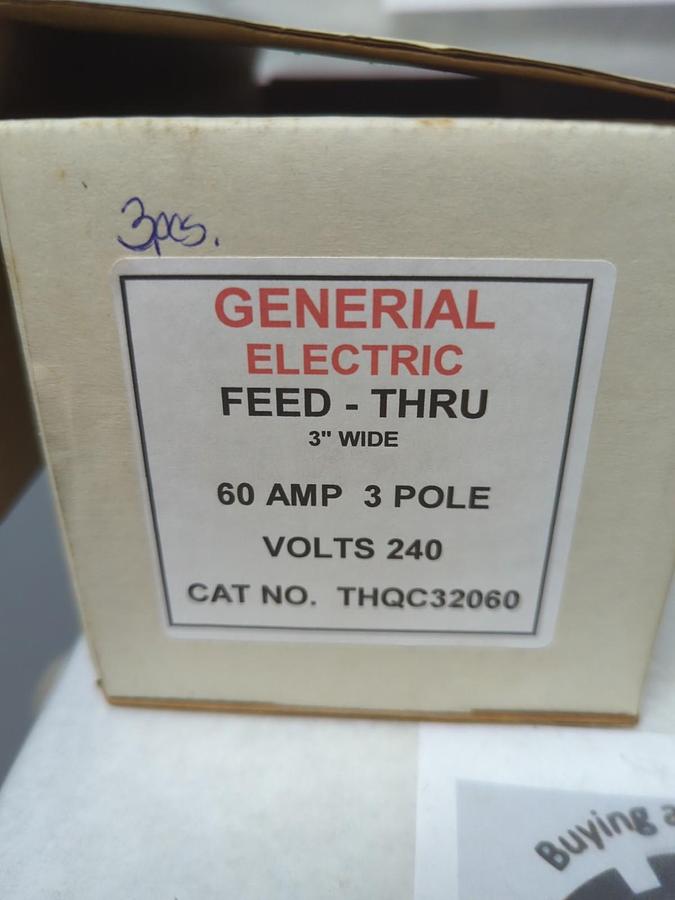 3pcs.
GENERIAL
ELECTRIC
FEED - THRU
3" WIDE
60 AMP 3 POLE
VOLTS 240
CAT NO. THQC32060
Buying a